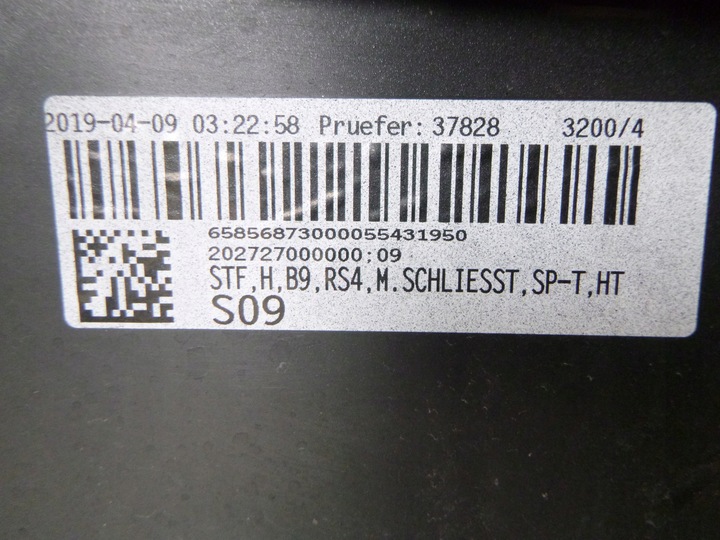 2019-04-09 03:22:58 Pruefer: 37828 3200/4
65856873000055431950
202727000000;09
STF,H,B9,RS4,M.SCHLIESST,SP-T,HT
S09